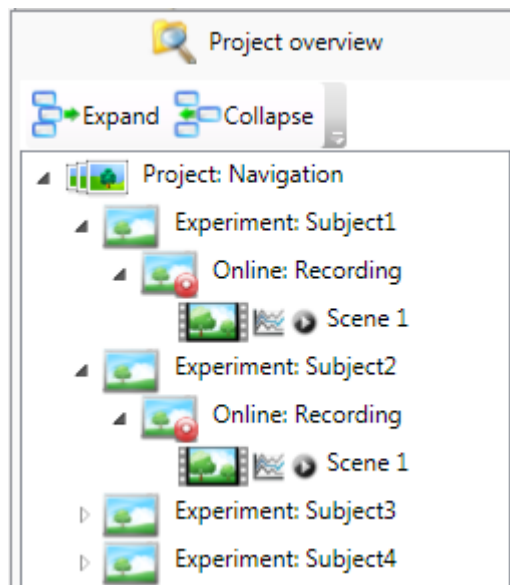 Project overview
Expand Collapse
Project: Navigation
Experiment: Subject1
Online: Recording
Scene 1
Experiment: Subject2
Online: Recording
Scene 1
Experiment: Subject3
Experiment: Subject4